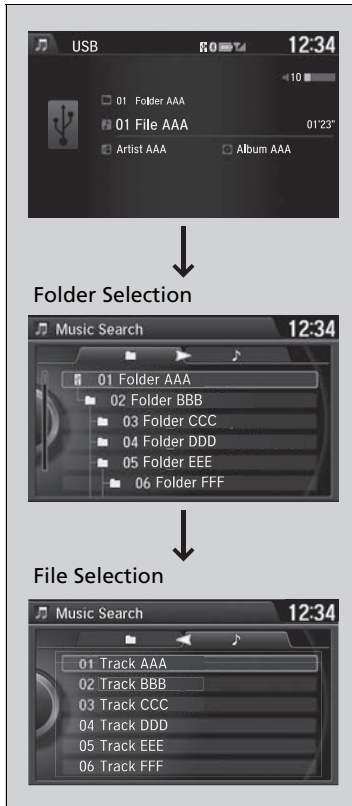 USB 12:34
10
01 Folder AAA
01 File AAA 01'23"
Artist AAA Album AAA
Folder Selection
Music Search 12:34
01 Folder AAA
02 Folder BBB
03 Folder CCC
04 Folder DDD
05 Folder EEE
06 Folder FFF
File Selection
Music Search 12:34
01 Track AAA
02 Track BBB
03 Track CCC
04 Track DDD
05 Track EEE
06 Track FFF